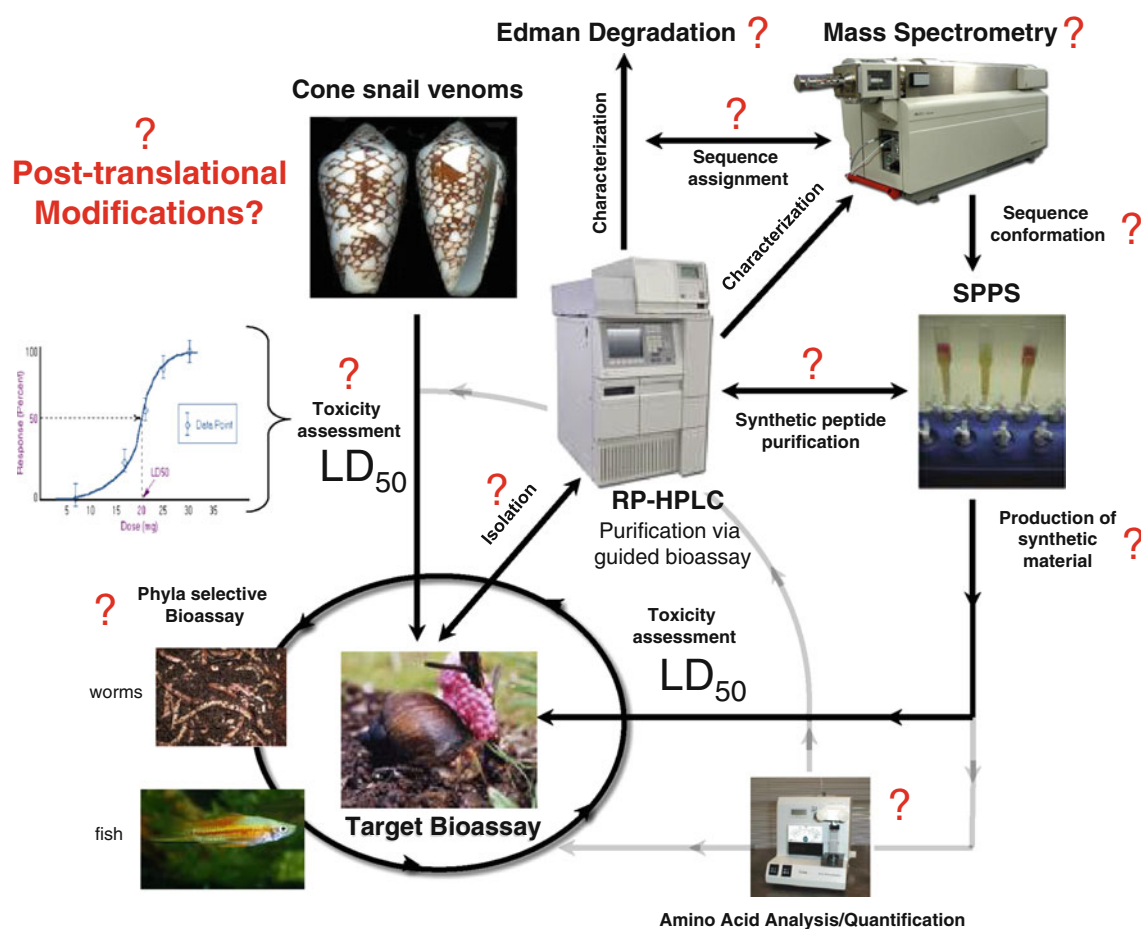 Edman Degradation ?
Mass Spectrometry ?
Cone snail venoms
?
Post-translational
Modifications?
Characterization
?
Sequence
assignment
Characterization
Sequence
conformation
?
SPPS
?
Synthetic peptide
purification
Response (Percent)
100
50
0
5 10 15 20 25 30 35
Dose (mg)
LD50
Data Point
?
Toxicity
assessment
LD50
?
Isolation
RP-HPLC
Purification via
guided bioassay
Production of
synthetic
material
?
?
Phyla selective
Bioassay
worms
fish
Toxicity
assessment
LD50
Target Bioassay
?
Amino Acid Analysis/Quantification